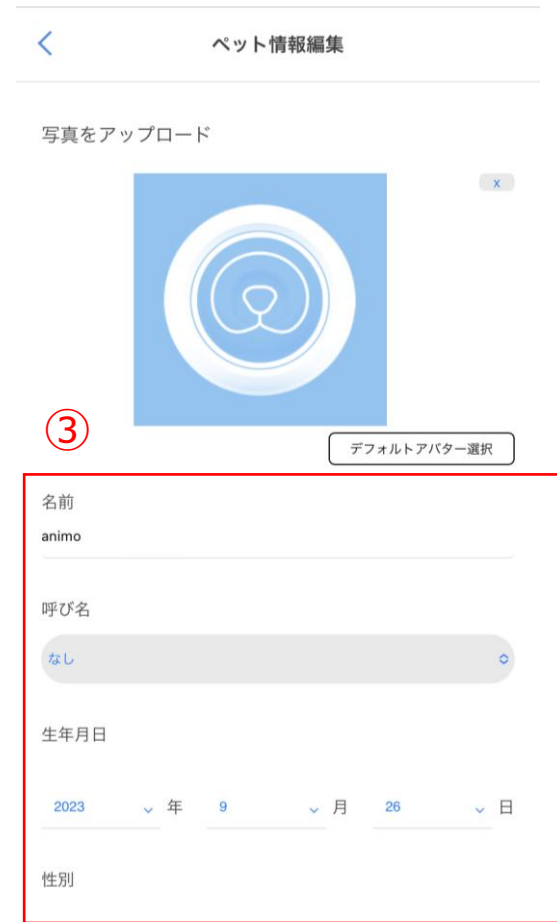 ペット情報編集
写真をアップロード
x
③
デフォルトアバター選択
名前
animo
呼び名
なし
生年月日
2023 年 9 月 26 日
性別